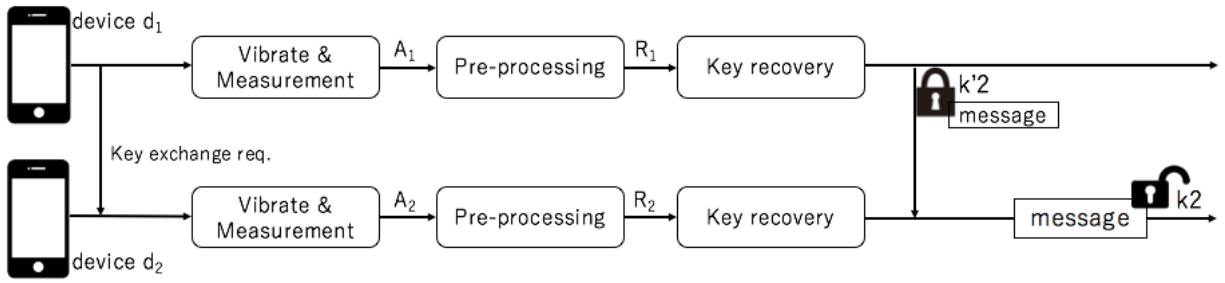 device d₁
Vibrate &
Measurement
A₁
Pre-processing
R₁
Key recovery
k’2
message
Key exchange req.
Vibrate &
Measurement
A₂
Pre-processing
R₂
Key recovery
message
k2
device d₂